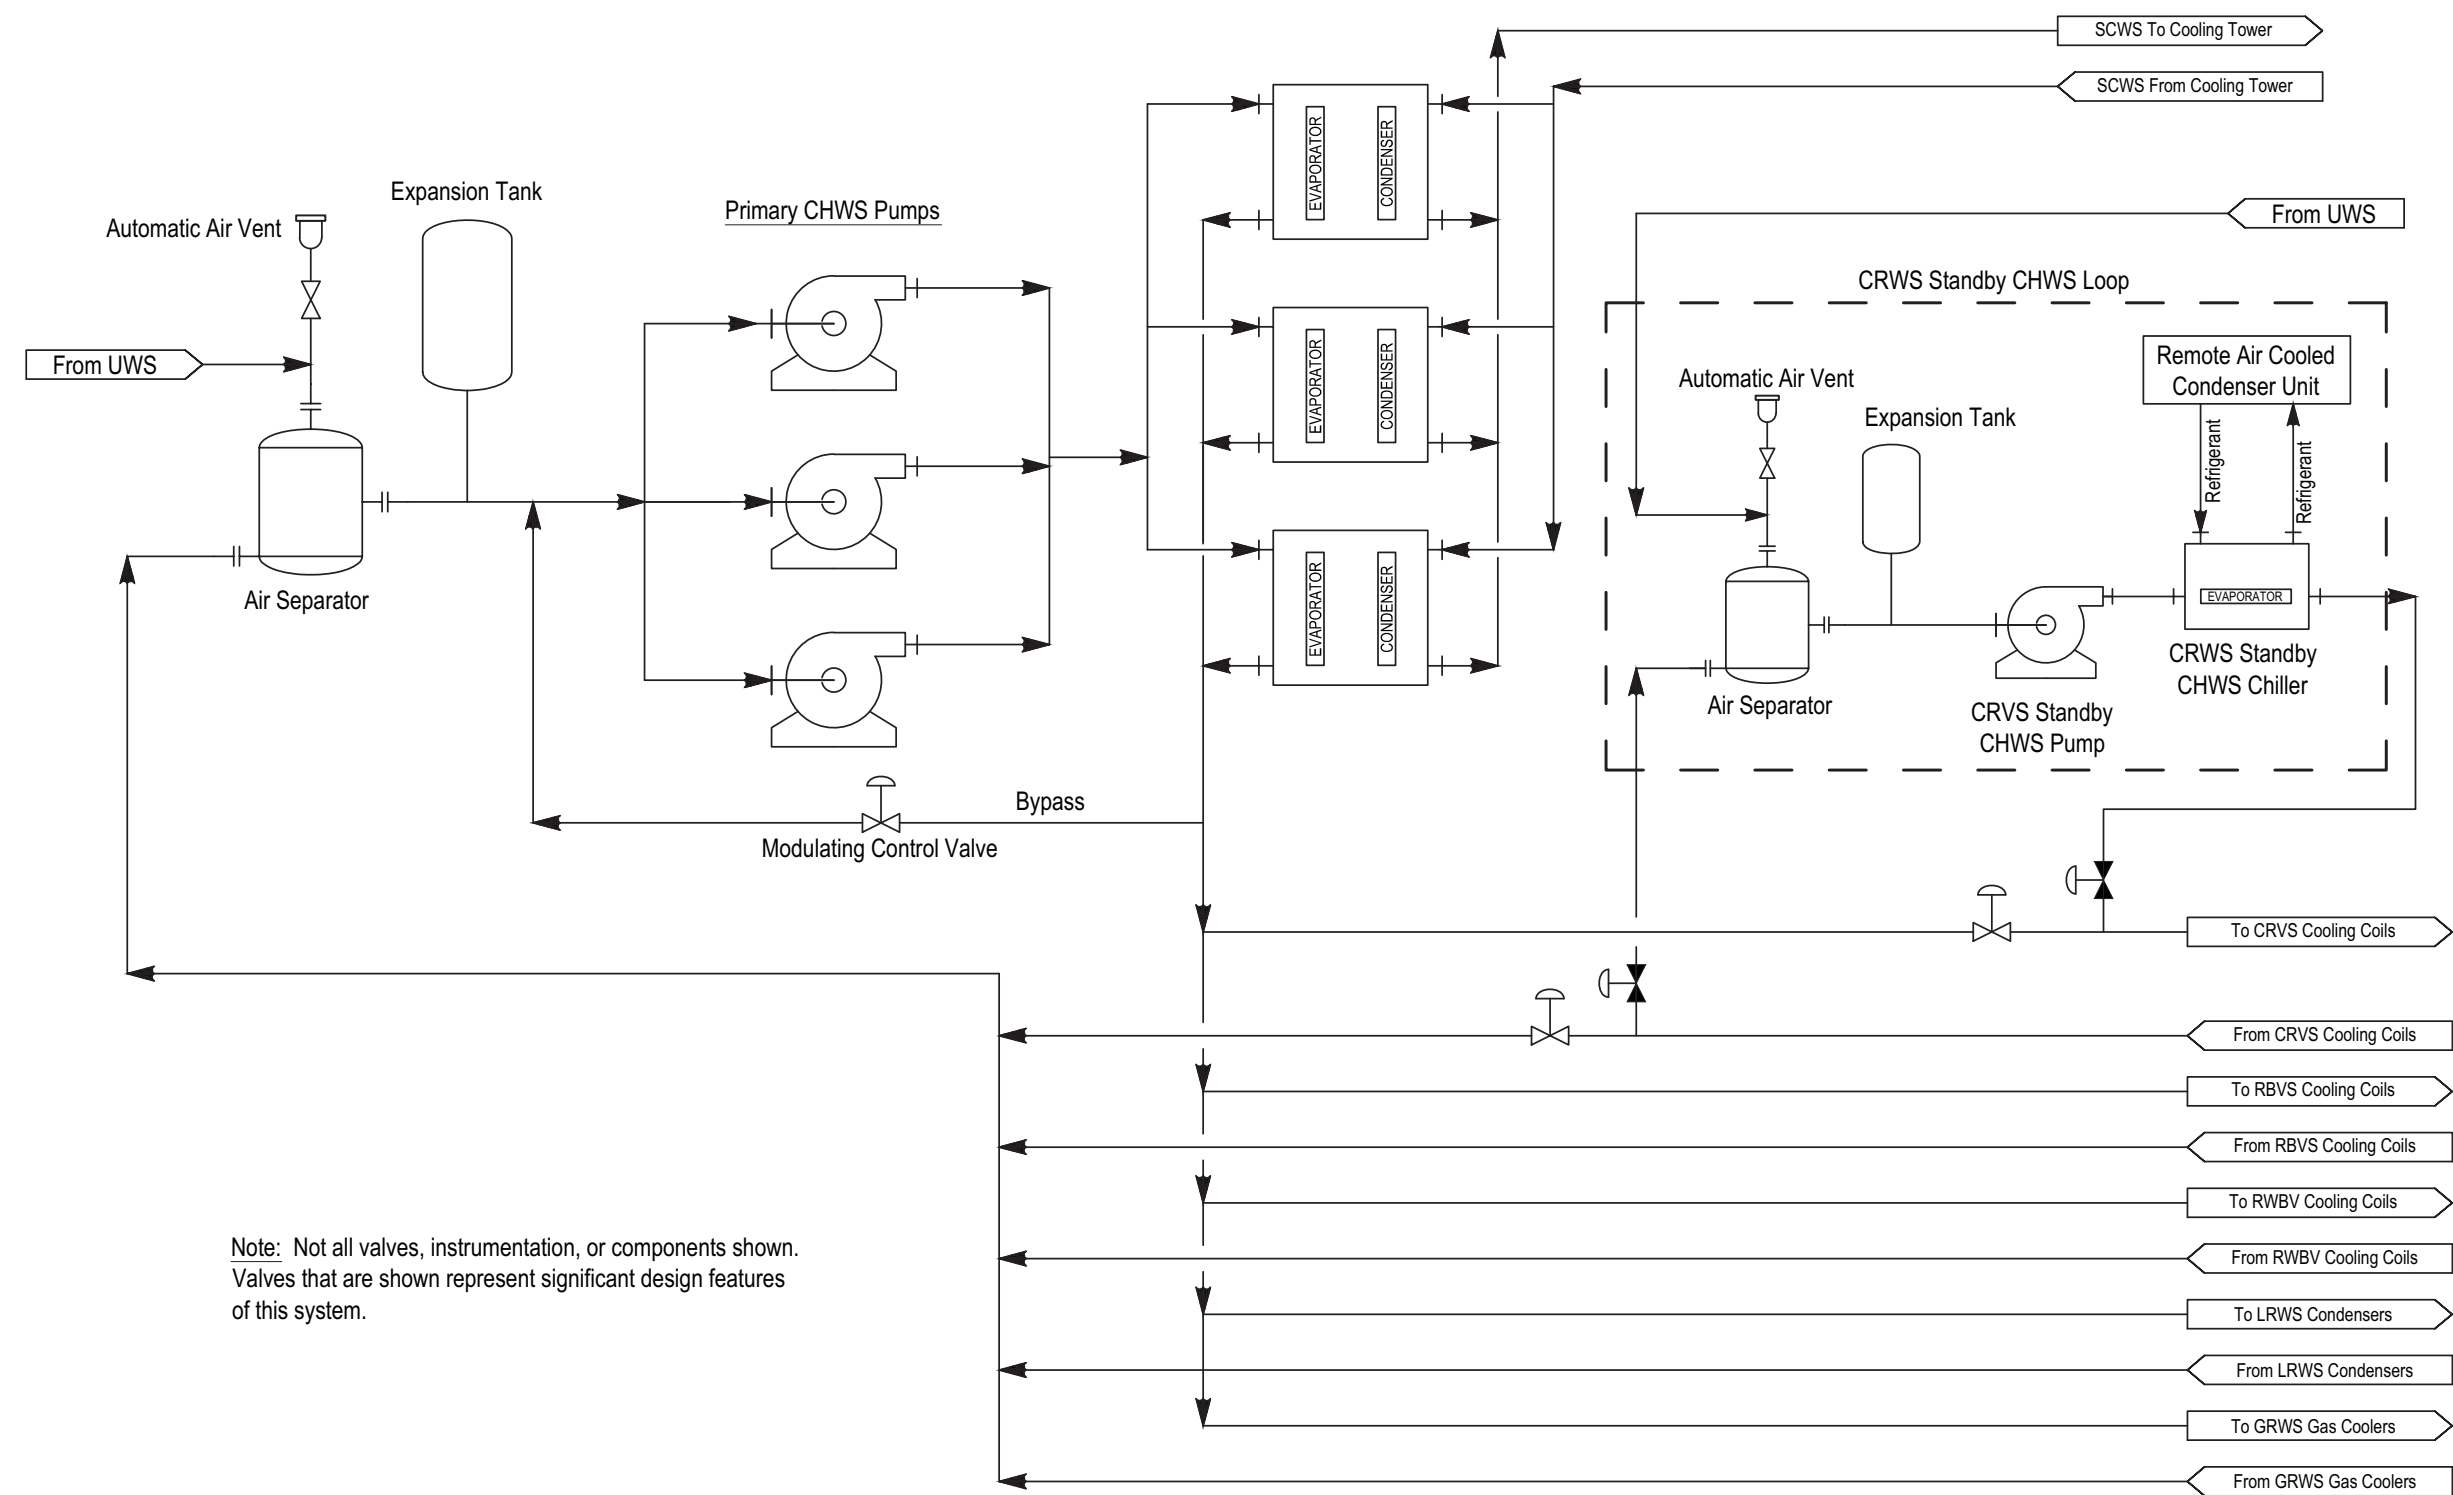 SCWS To Cooling Tower
SCWS From Cooling Tower
Expansion Tank
Primary CHWS Pumps
Automatic Air Vent
From UWS
From UWS
EVAPORATOR
CONDENSER
EVAPORATOR
CONDENSER
EVAPORATOR
CONDENSER
Air Separator
CRWS Standby CHWS Loop
Remote Air Cooled
Condenser Unit
Automatic Air Vent
Expansion Tank
Refrigerant
Refrigerant
EVAPORATOR
CRWS Standby
CHWS Chiller
Air Separator
CRVS Standby
CHWS Pump
Bypass
Modulating Control Valve
To CRVS Cooling Coils
From CRVS Cooling Coils
To RBVS Cooling Coils
From RBVS Cooling Coils
To RWBV Cooling Coils
From RWBV Cooling Coils
To LRWS Condensers
From LRWS Condensers
To GRWS Gas Coolers
From GRWS Gas Coolers
Note: Not all valves, instrumentation, or components shown.
Valves that are shown represent significant design features
of this system.